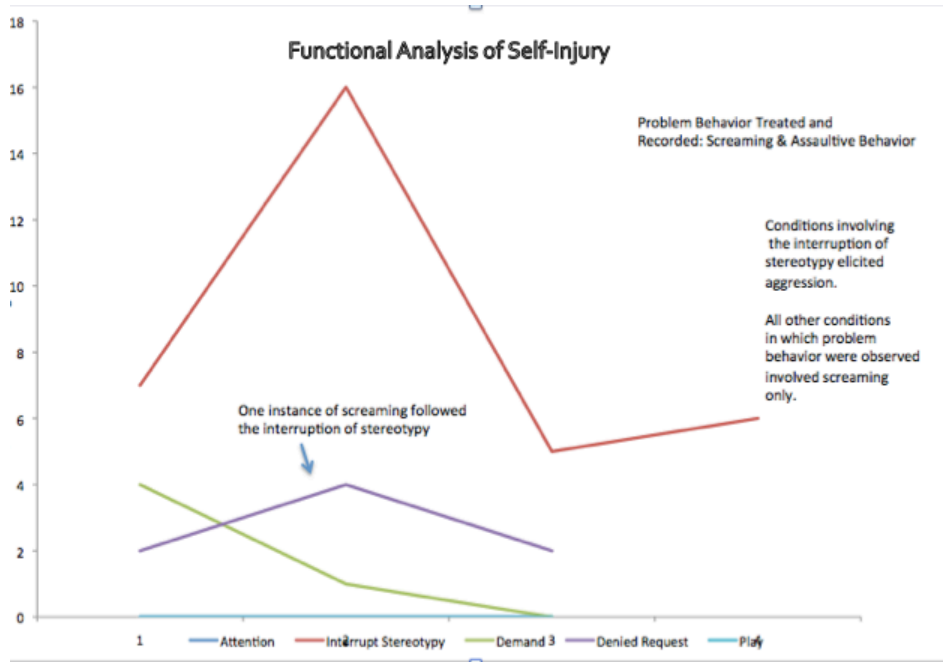 Functional Analysis of Self-Injury
18
16
14
12
10
8
6
4
2
0
Problem Behavior Treated and
Recorded: Screaming & Assaultive Behavior
Conditions involving
the interruption of
stereotypy elicited
aggression.
All other conditions
in which problem
behavior were observed
involved screaming
only.
One instance of screaming followed
the interruption of stereotypy
1 2 3 4
Attention Interrupt Stereotypy Demand Denied Request Play